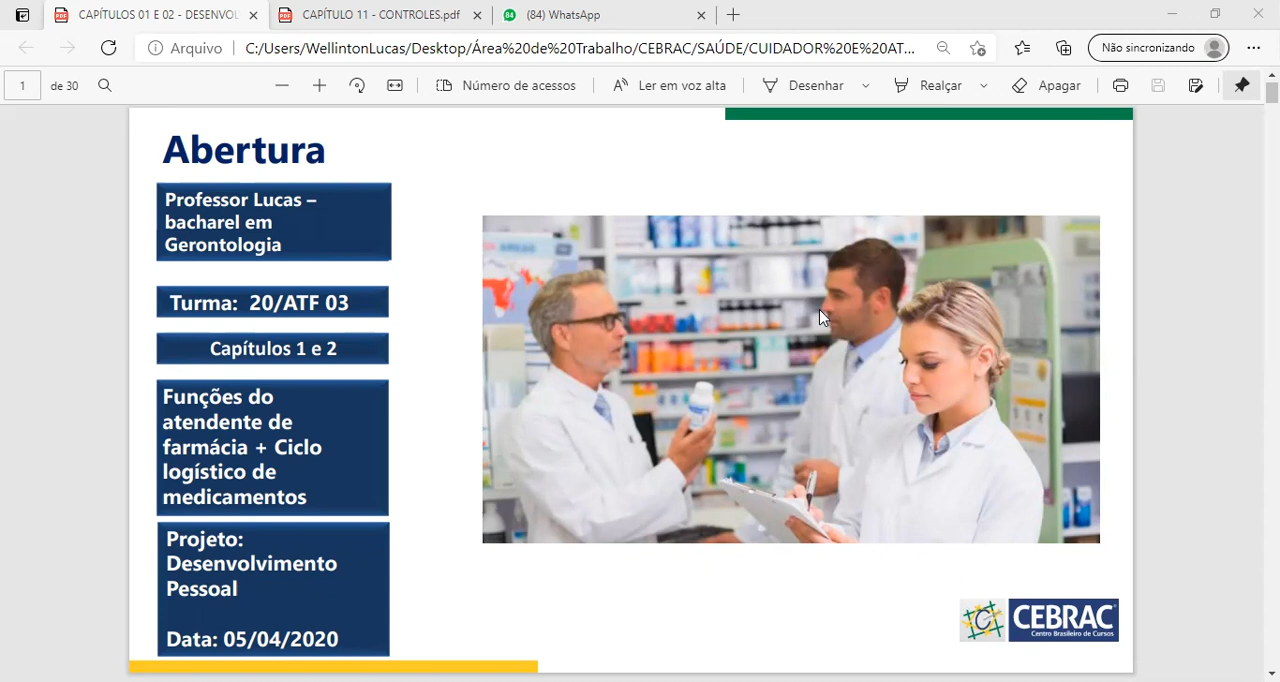 CAPÍTULOS 01 E 02 - DESENVOL
CAPÍTULO 11 - CONTROLES.pdf
84
(84) WhatsApp
Arquivo
C:/Users/WellintonLucas/Desktop/Área%20de%20Trabalho/CEBRAC/SAÚDE/CUIDADOR%20E%20AT...
Não sincronizando
1
de 30
Número de acessos
Ler em voz alta
Desenhar
Realçar
Apagar
Abertura
Professor Lucas –
bacharel em
Gerontologia
Turma: 20/ATF 03
Capítulos 1 e 2
Funções do
atendente de
farmácia + Ciclo
logístico de
medicamentos
Projeto:
Desenvolvimento
Pessoal
Data: 05/04/2020
CEBRAC
Centro Brasileiro de Cursos